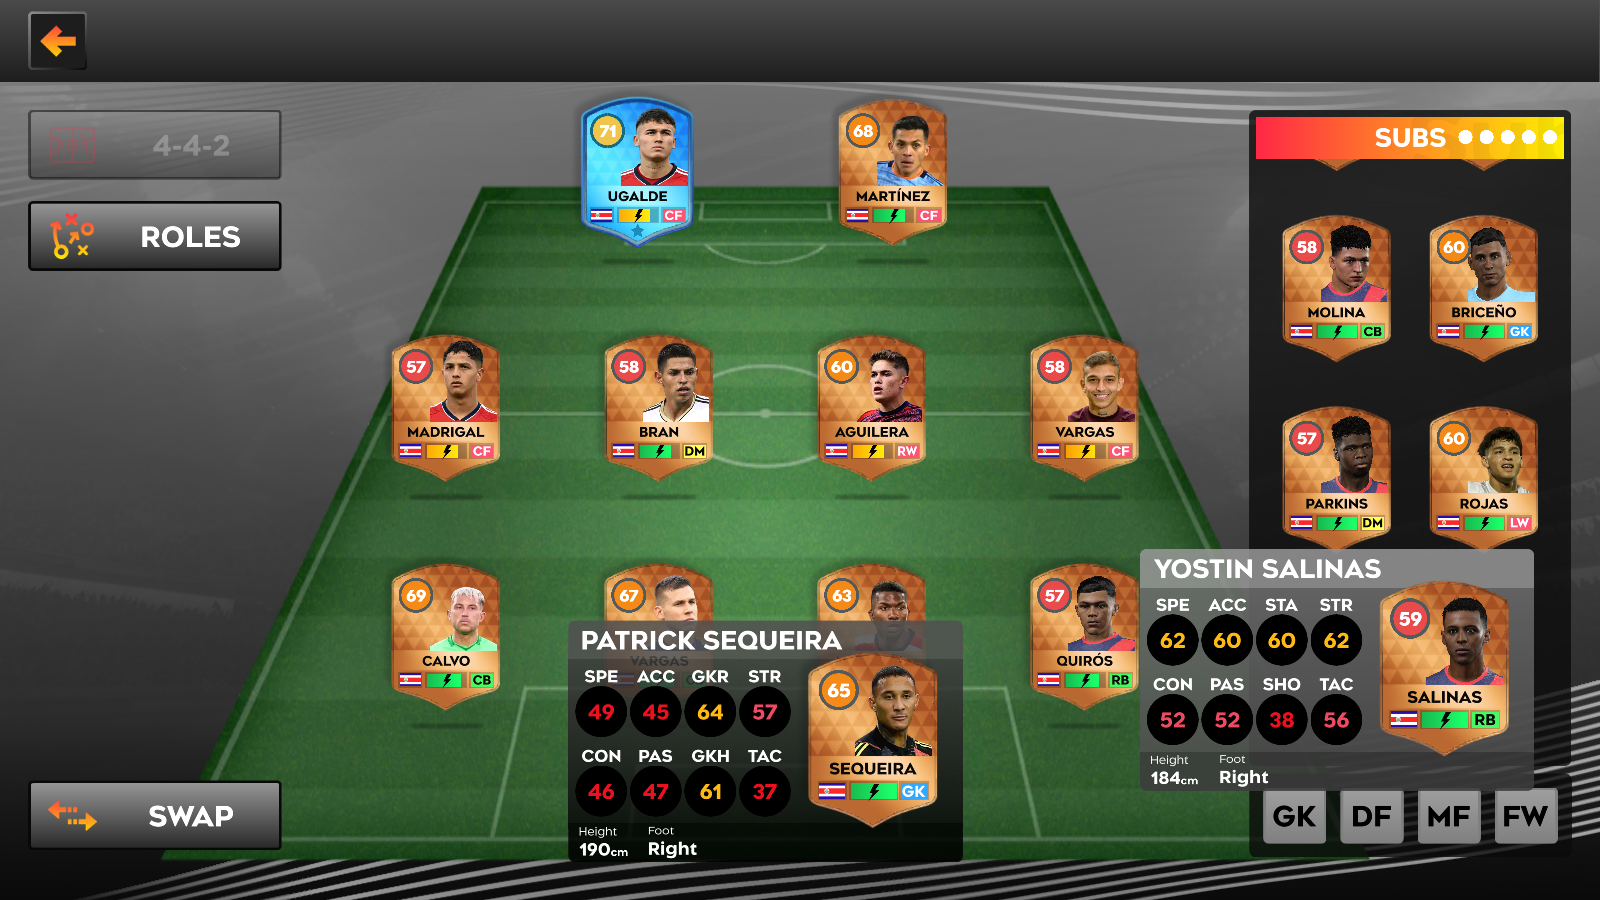 4-4-2
ROLES
SWAP
71
UGALDE
CF
68
MARTÍNEZ
CF
57
MADRIGAL
CF
58
BRAN
DM
60
AGUILERA
RW
58
VARGAS
CF
69
CALVO
CB
67
VARGAS
63
57
QUIRÓS
RB
PATRICK SEQUEIRA
SPE ACC GKR STR
49 45 64 57
CON PAS GKH TAC
46 47 61 37
Height Foot
190cm Right
65
SEQUEIRA
GK
SUBS
58
MOLINA
CB
60
BRICEÑO
GK
57
PARKINS
DM
60
ROJAS
LW
YOSTIN SALINAS
SPE ACC STA STR
62 60 60 62
CON PAS SHO TAC
52 52 38 56
Height Foot
184cm Right
59
SALINAS
RB
GK DF MF FW